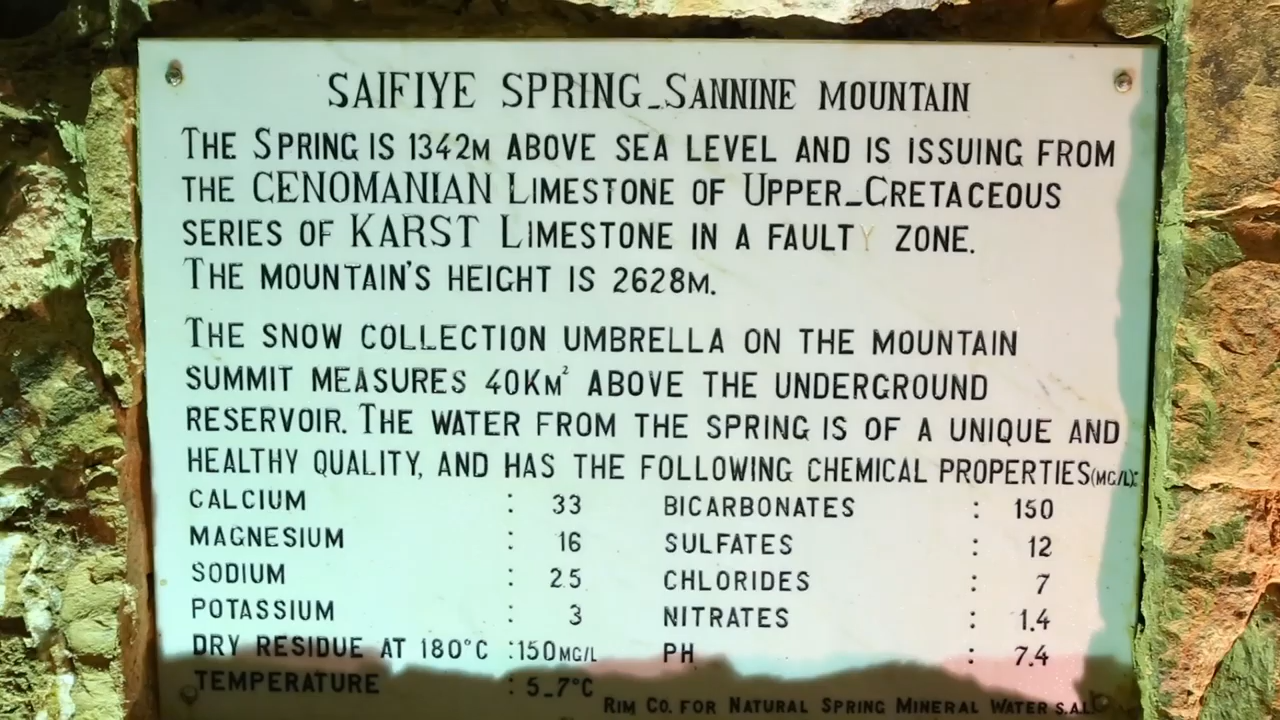 SAIFIYE SPRING_SANNINE MOUNTAIN
THE SPRING IS 1342M ABOVE SEA LEVEL AND IS ISSUING FROM
THE CENOMANIAN LIMESTONE OF UPPER_CRETACEOUS
SERIES OF KARST LIMESTONE IN A FAULTY ZONE.
THE MOUNTAIN'S HEIGHT IS 2628M.
THE SNOW COLLECTION UMBRELLA ON THE MOUNTAIN
SUMMIT MEASURES 40KM² ABOVE THE UNDERGROUND
RESERVOIR. THE WATER FROM THE SPRING IS OF A UNIQUE AND
HEALTHY QUALITY, AND HAS THE FOLLOWING CHEMICAL PROPERTIES(MG/L):
CALCIUM : 33 BICARBONATES : 150
MAGNESIUM : 16 SULFATES : 12
SODIUM : 2.5 CHLORIDES : 7
POTASSIUM : 3 NITRATES : 1.4
DRY RESIDUE AT 180°C :150MG/L PH : 7.4
TEMPERATURE : 5_7°C
RIM CO. FOR NATURAL SPRING MINERAL WATER S.A.L